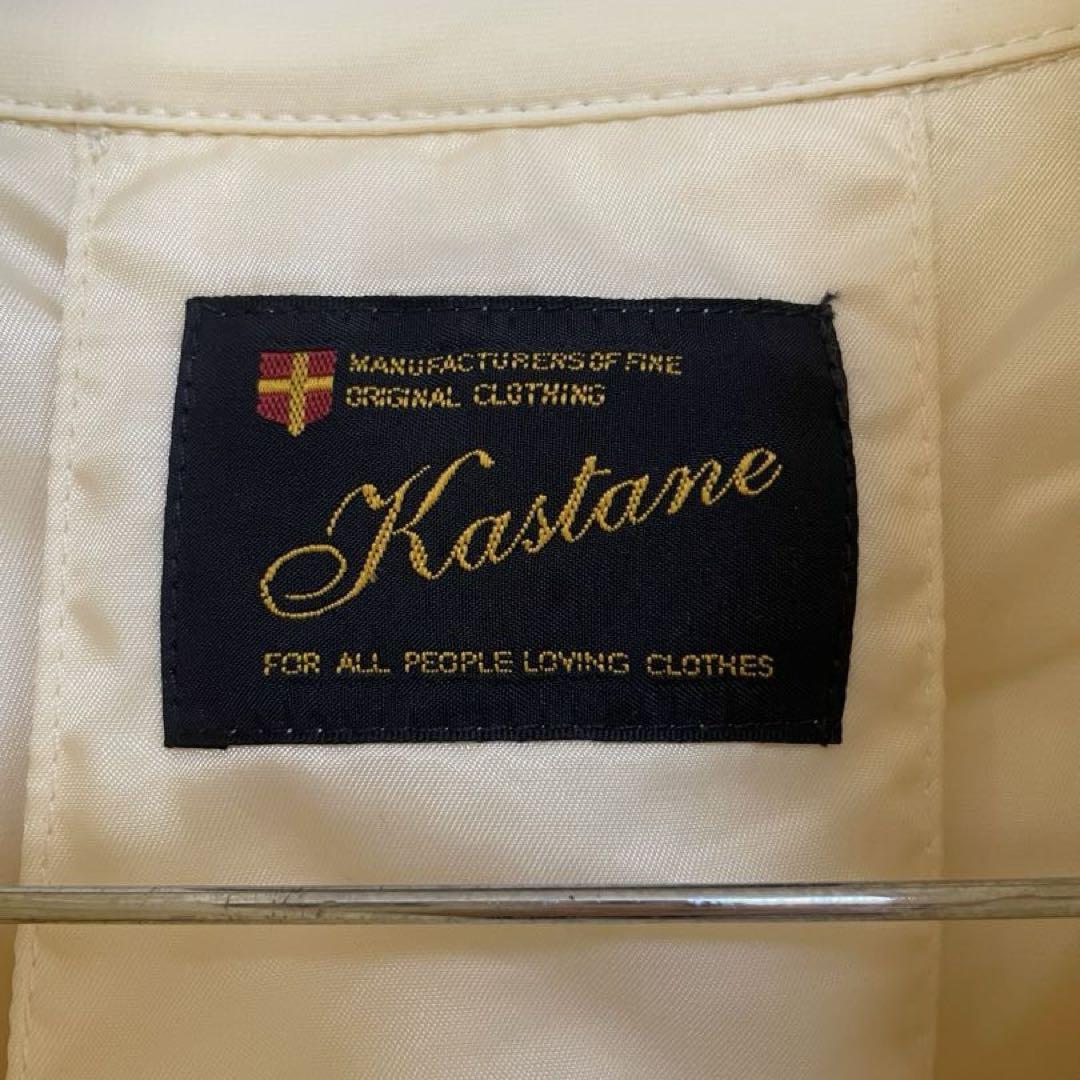 MANUFACTURERS OF FINE
ORIGINAL CLOTHING
Kastane
FOR ALL PEOPLE LOVING CLOTHES